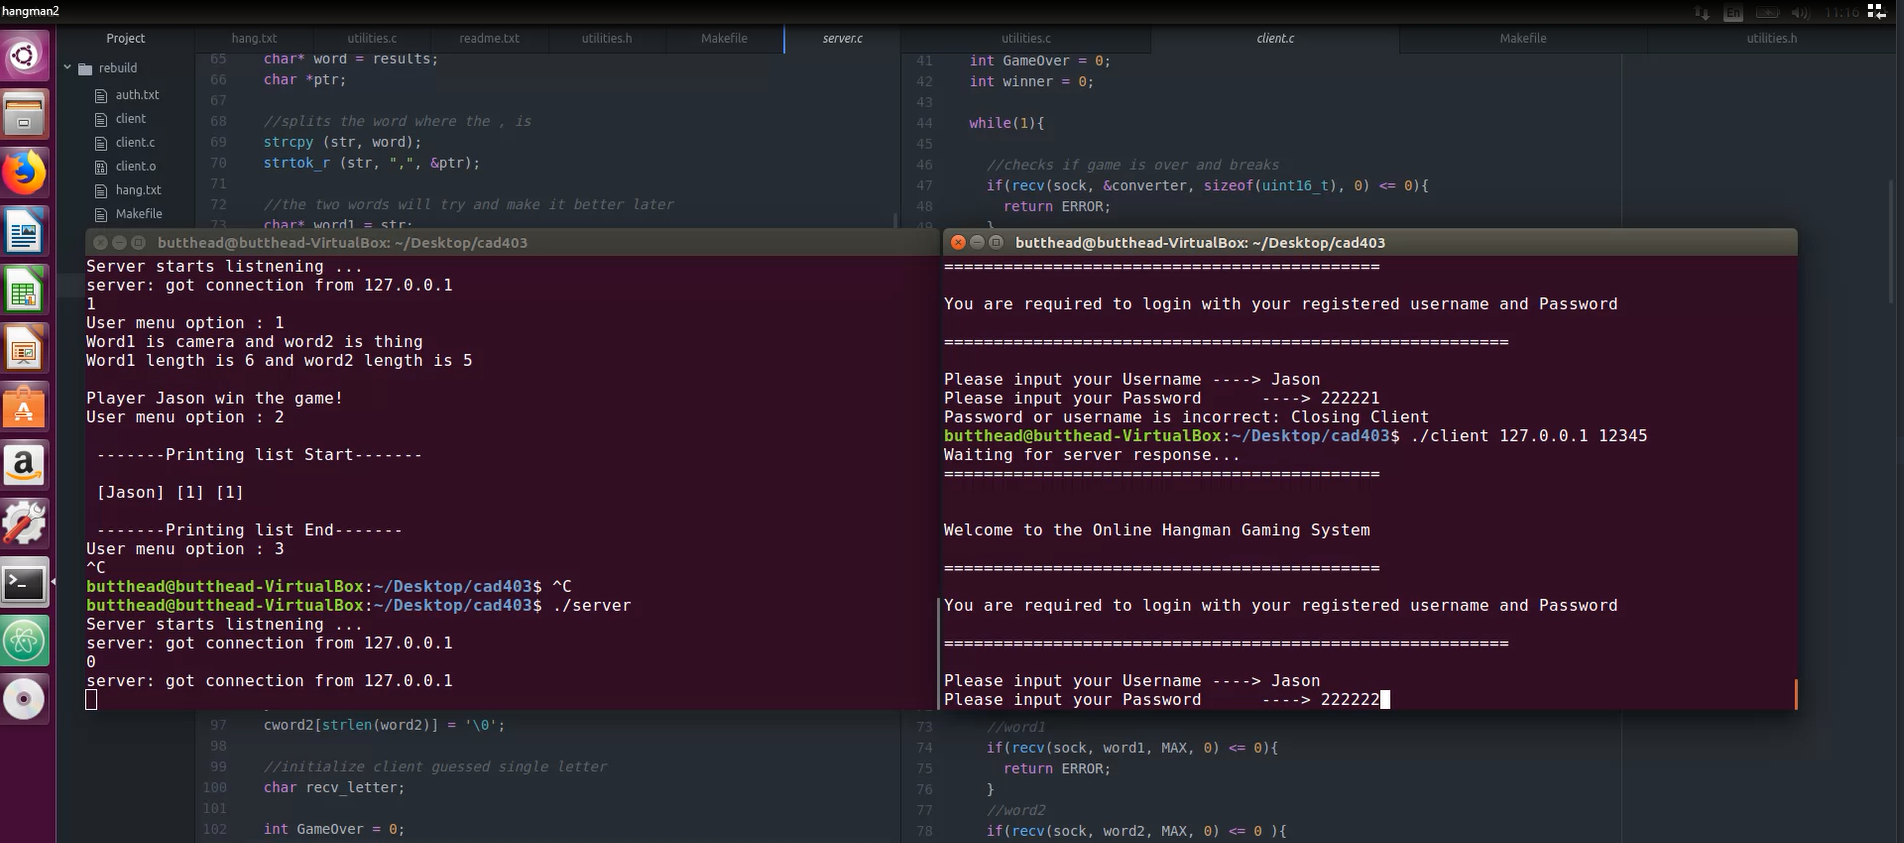 hangman2
En
11:16
Project
hang.txt
utilities.c
readme.txt
utilities.h
Makefile
server.c
utilities.c
client.c
Makefile
utilities.h
rebuild
auth.txt
client
client.c
client.o
hang.txt
Makefile
65 char* word = results;
66 char *ptr;
67
68 //splits the word where the , is
69 strcpy (str, word);
70 strtok_r (str, ",", &ptr);
71
72 //the two words will try and make it better later
73 char* word1 = str;
41 int GameOver = 0;
42 int winner = 0;
43
44 while(1){
45
46 //checks if game is over and breaks
47 if(recv(sock, &converter, sizeof(uint16_t), 0) <= 0){
48 return ERROR;
49 }
butthead@butthead-VirtualBox: ~/Desktop/cad403
Server starts listnening ...
server: got connection from 127.0.0.1
1
User menu option : 1
Word1 is camera and word2 is thing
Word1 length is 6 and word2 length is 5
Player Jason win the game!
User menu option : 2
-------Printing list Start-------
[Jason] [1] [1]
-------Printing list End-------
User menu option : 3
^C
butthead@butthead-VirtualBox:~/Desktop/cad403$ ^C
butthead@butthead-VirtualBox:~/Desktop/cad403$ ./server
Server starts listnening ...
server: got connection from 127.0.0.1
0
server: got connection from 127.0.0.1
butthead@butthead-VirtualBox: ~/Desktop/cad403
============================================
You are required to login with your registered username and Password
=========================================================
Please input your Username ----> Jason
Please input your Password      ----> 222221
Password or username is incorrect: Closing Client
butthead@butthead-VirtualBox:~/Desktop/cad403$ ./client 127.0.0.1 12345
Waiting for server response...
============================================
Welcome to the Online Hangman Gaming System
============================================
You are required to login with your registered username and Password
=========================================================
Please input your Username ----> Jason
Please input your Password      ----> 222222
97 cword2[strlen(word2)] = '\0';
98
99 //initialize client guessed single letter
100 char recv_letter;
101
102 int GameOver = 0;
73 //word1
74 if(recv(sock, word1, MAX, 0) <= 0){
75 return ERROR;
76 }
77 //word2
78 if(recv(sock, word2, MAX, 0) <= 0 ){